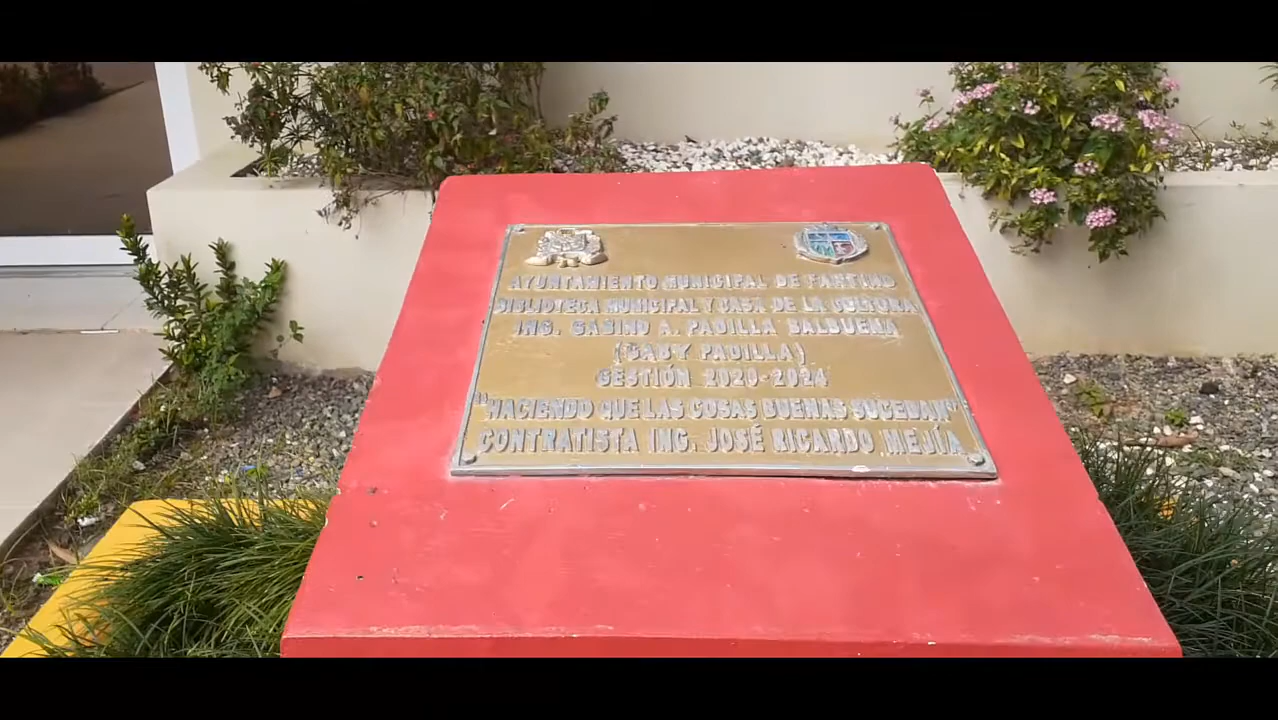 AYUNTAMIENTO MUNICIPAL DE FANTINO
BIBLIOTECA MUNICIPAL Y CASA DE LA CULTURA
ING. SABINO A. PADILLA BALBUENA
(GABY PADILLA)
GESTIÓN 2020-2024
"HACIENDO QUE LAS COSAS BUENAS SUCEDAN"
CONTRATISTA ING. JOSÉ RICARDO MEJÍA